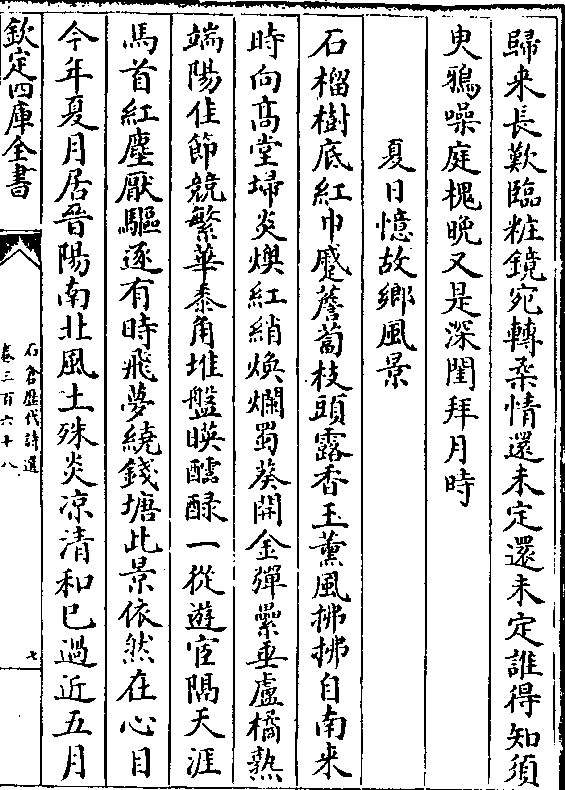 歸来長歎臨粧鏡宛轉柔情還未定還未定誰得知須
臾鴉噪庭槐晚又是深閨拜月時
夏日憶故鄉風景
石榴樹底紅巾蹙薝蔔枝頭露香玉薰風拂拂自南来
時向髙堂埽炎燠紅綃煥爛蜀葵開金彈纍垂盧橘熟
端陽佳節競繁華黍角堆盤暎醽醁一從遊宦隔天涯
馬首紅塵厭驅逐有時飛夢繞錢塘此景依然在心目
今年夏月居晉陽南北風土殊炎凉清和已過近五月
欽定四庫全書
石倉歷代詩選
卷三百六十八
七